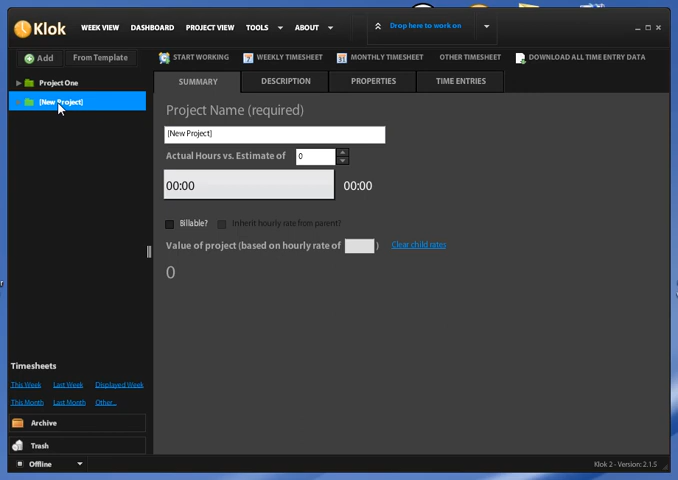 Klok
WEEK VIEW DASHBOARD PROJECT VIEW TOOLS ABOUT
Drop here to work on
Add From Template
START WORKING WEEKLY TIMESHEET MONTHLY TIMESHEET OTHER TIMESHEET DOWNLOAD ALL TIME ENTRY DATA
Project One
[New Project]
SUMMARY DESCRIPTION PROPERTIES TIME ENTRIES
Project Name (required)
[New Project]
Actual Hours vs. Estimate of 0
00:00 00:00
Billable? Inherit hourly rate from parent?
Value of project (based on hourly rate of ) Clear child rates
0
Timesheets
This Week Last Week Displayed Week
This Month Last Month Other...
Archive
Trash
Offline
Klok 2 - Version: 2.1.5